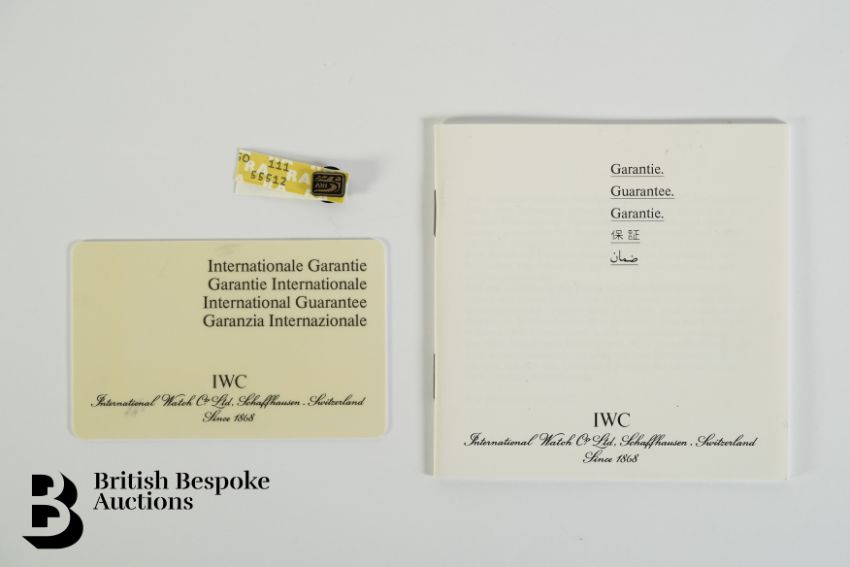 111
55512
Internationale Garantie
Garantie Internationale
International Guarantee
Garanzia Internazionale
IWC
International Watch Co Ltd. Schaffhausen. Switzerland
Since 1868
Garantie.
Guarantee.
Garantie.
保証
ضمان
IWC
International Watch Co Ltd. Schaffhausen. Switzerland
Since 1868
B
British Bespoke
Auctions